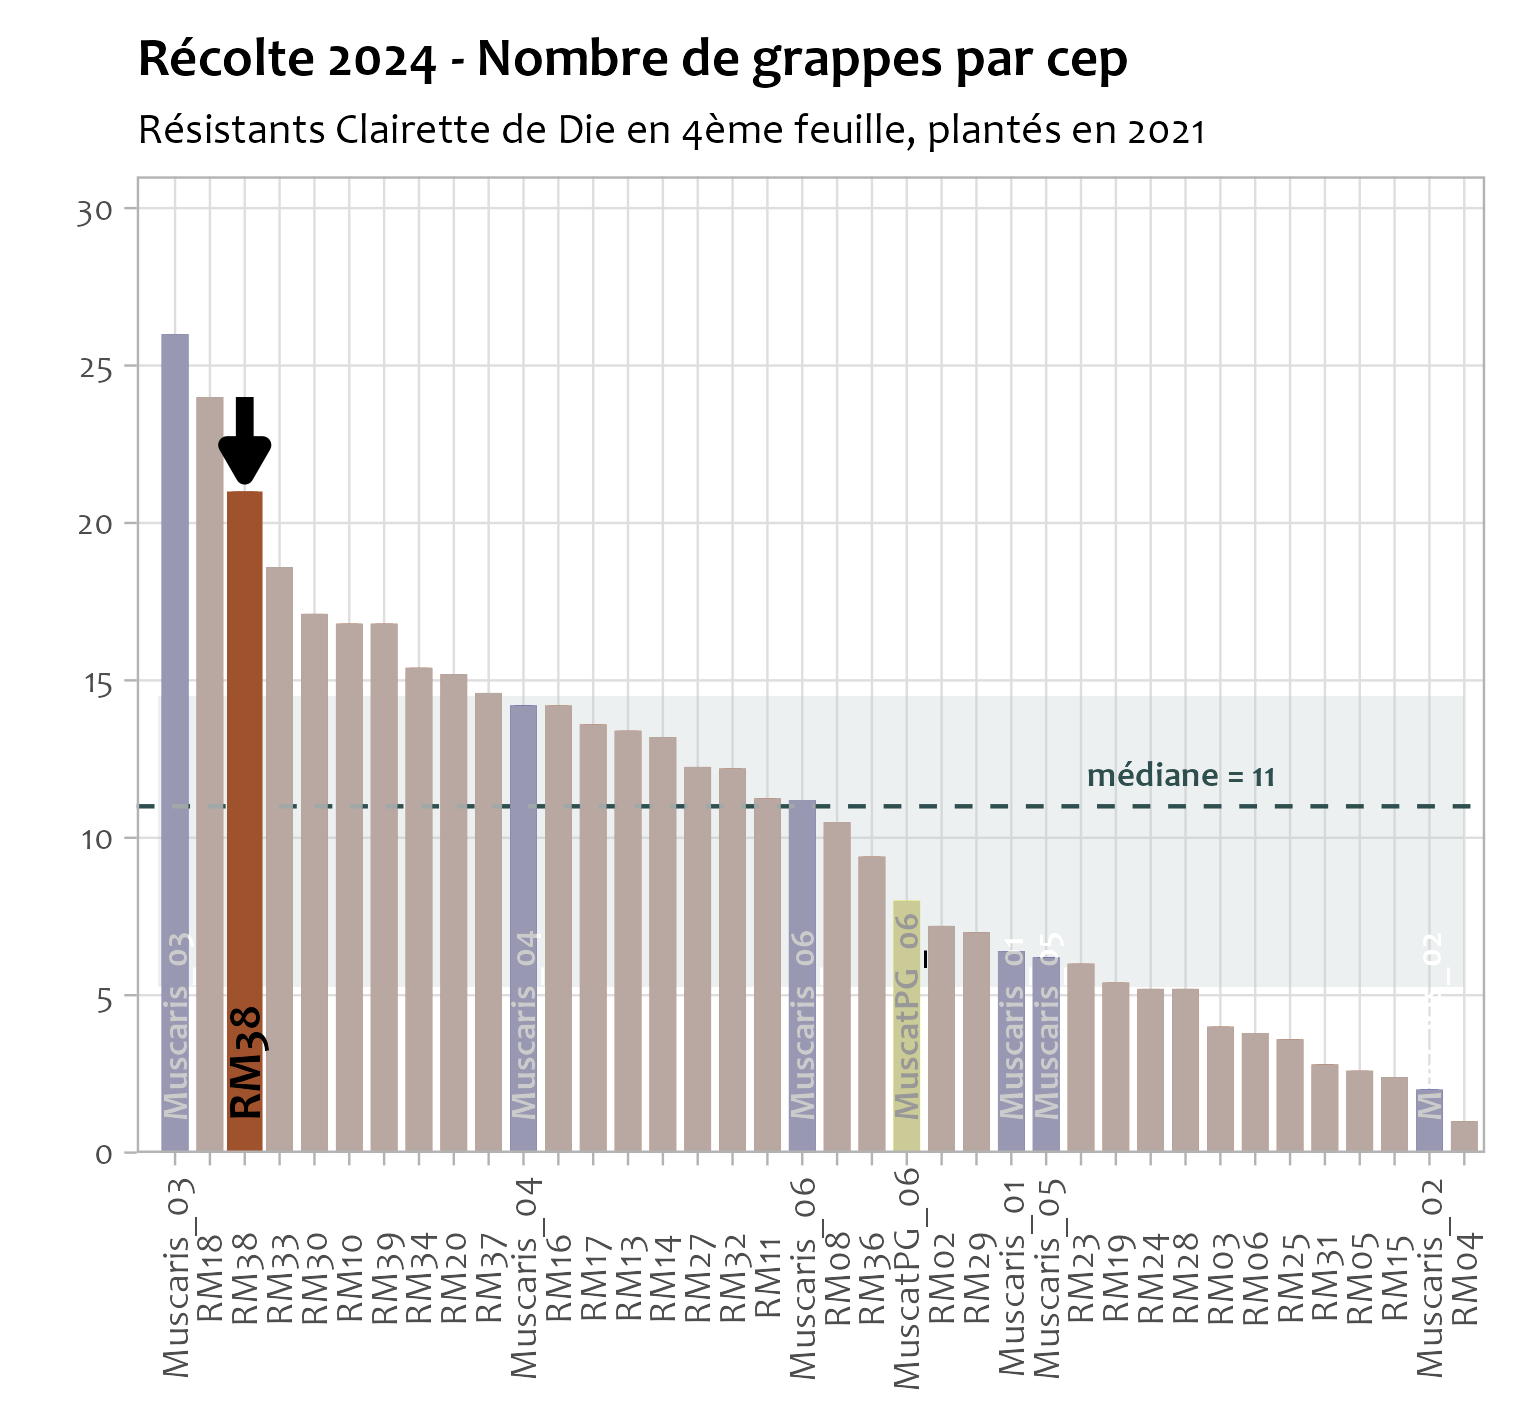 Récolte 2024 - Nombre de grappes par cep
Résistants Clairette de Die en 4ème feuille, plantés en 2021
30
25
20
15
10
5
0
médiane = 11
Muscaris_03
RM38
Muscaris_04
Muscaris_06
MuscatPG_06
Muscaris_01
Muscaris_05
Muscaris_02
Muscaris_03
RM18
RM38
RM33
RM30
RM10
RM39
RM34
RM20
RM37
Muscaris_04
RM16
RM17
RM13
RM14
RM27
RM32
RM11
Muscaris_06
RM08
RM36
MuscatPG_06
RM02
RM29
Muscaris_01
Muscaris_05
RM23
RM19
RM24
RM28
RM03
RM06
RM25
RM31
RM05
RM15
Muscaris_02
RM04